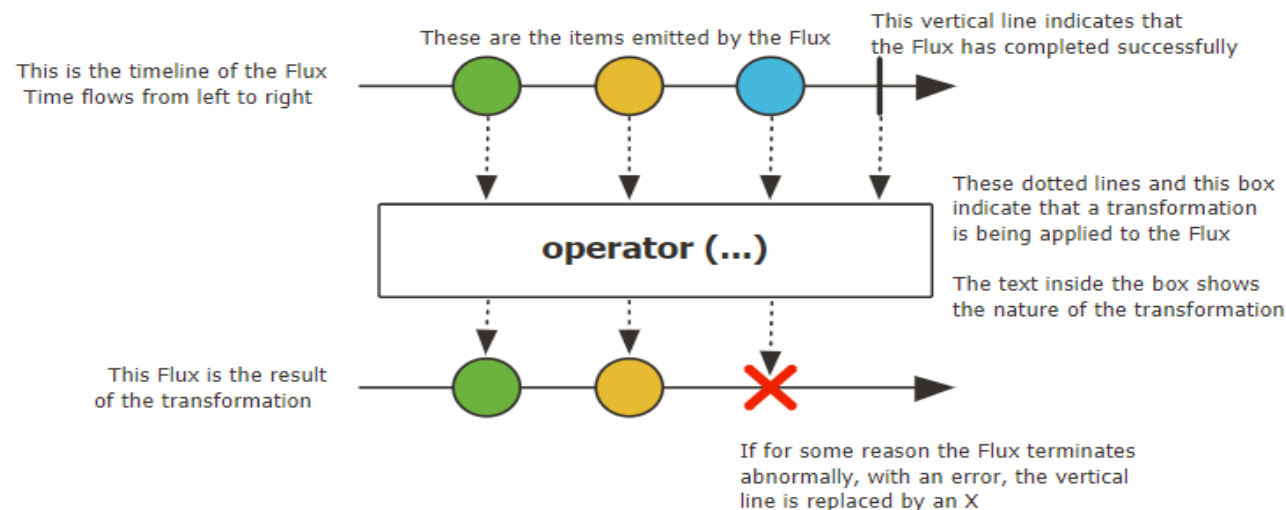 This is the timeline of the Flux
Time flows from left to right
These are the items emitted by the Flux
This vertical line indicates that
the Flux has completed successfully
operator (...)
These dotted lines and this box
indicate that a transformation
is being applied to the Flux
The text inside the box shows
the nature of the transformation
This Flux is the result
of the transformation
If for some reason the Flux terminates
abnormally, with an error, the vertical
line is replaced by an X